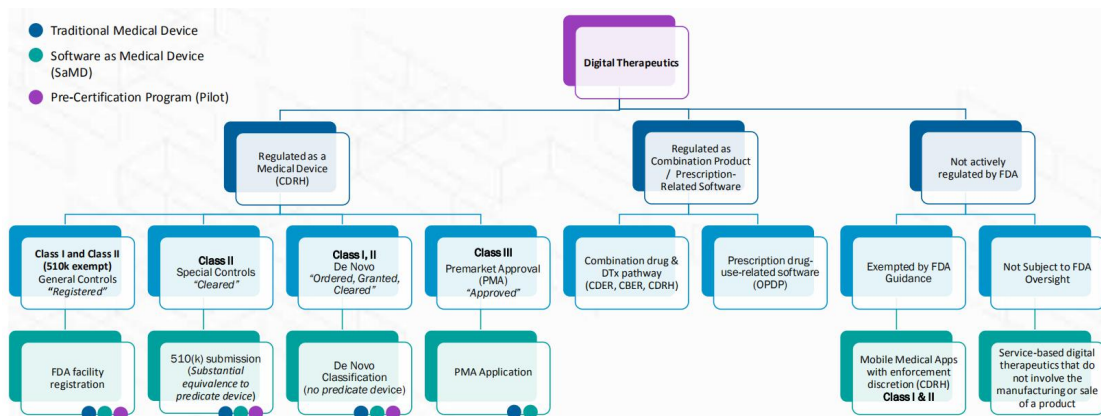 Traditional Medical Device
Software as Medical Device
(SaMD)
Pre-Certification Program (Pilot)
Digital Therapeutics
Regulated as a
Medical Device
(CDRH)
Regulated as
Combination Product
/ Prescription-
Related Software
Not actively
regulated by FDA
Class I and Class II
(510k exempt)
General Controls
“Registered”
Class II
Special Controls
“Cleared”
Class I, II
De Novo
“Ordered, Granted,
Cleared”
Class III
Premarket Approval
(PMA)
“Approved”
Combination drug &
DTx pathway
(CDER, CBER, CDRH)
Prescription drug-
use-related software
(OPDP)
Exempted by FDA
Guidance
Not Subject to FDA
Oversight
FDA facility
registration
510(k) submission
(Substantial
equivalence to
predicate device)
De Novo
Classification
(no predicate device)
PMA Application
Mobile Medical Apps
with enforcement
discretion (CDRH)
Class I & II
Service-based digital
therapeutics that do
not involve the
manufacturing or sale
of a product